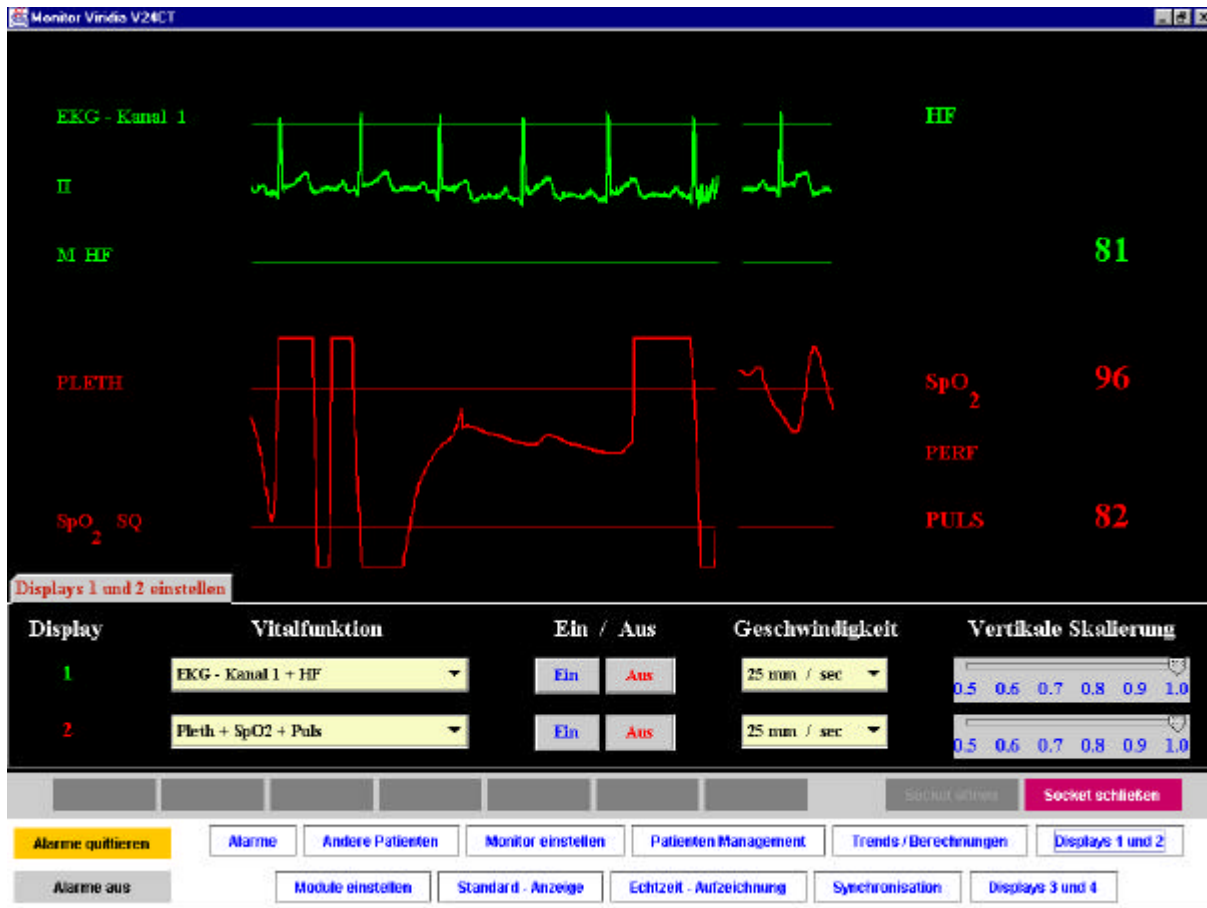 Monitor Viridia V24CT
EKG - Kanal 1
HF
II
M HF
81
PLETH
SpO2
96
PERF
SpO2 SQ
PULS
82
Displays 1 und 2 einstellen
Display Vitalfunktion Ein / Aus Geschwindigkeit Vertikale Skalierung
1 EKG - Kanal 1 + HF Ein Aus 25 mm / sec
0.5 0.6 0.7 0.8 0.9 1.0
2 Pleth + SpO2 + Puls Ein Aus 25 mm / sec
0.5 0.6 0.7 0.8 0.9 1.0
Socket öffnen Socket schließen
Alarme quittieren Alarme Andere Patienten Monitor einstellen Patienten Management Trends / Berechnungen Displays 1 und 2
Alarme aus Module einstellen Standard - Anzeige Echtzeit - Aufzeichnung Synchronisation Displays 3 und 4